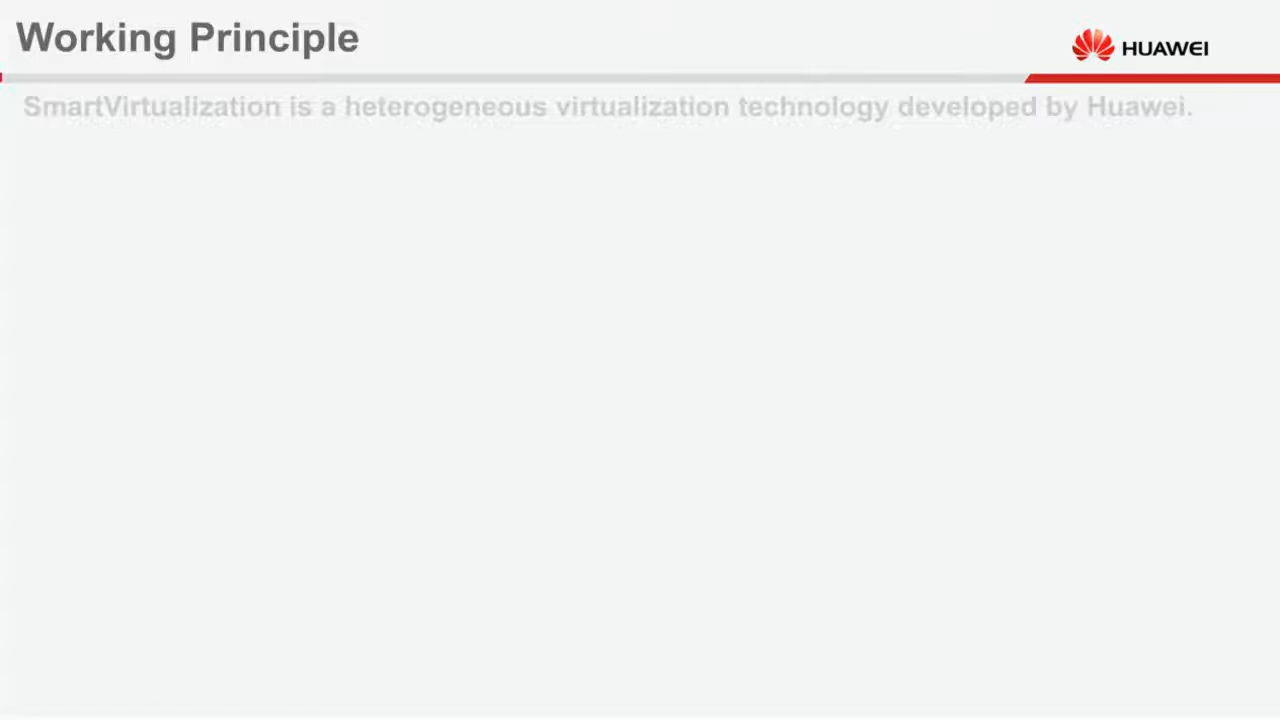 Working Principle
HUAWEI
SmartVirtualization is a heterogeneous virtualization technology developed by Huawei.